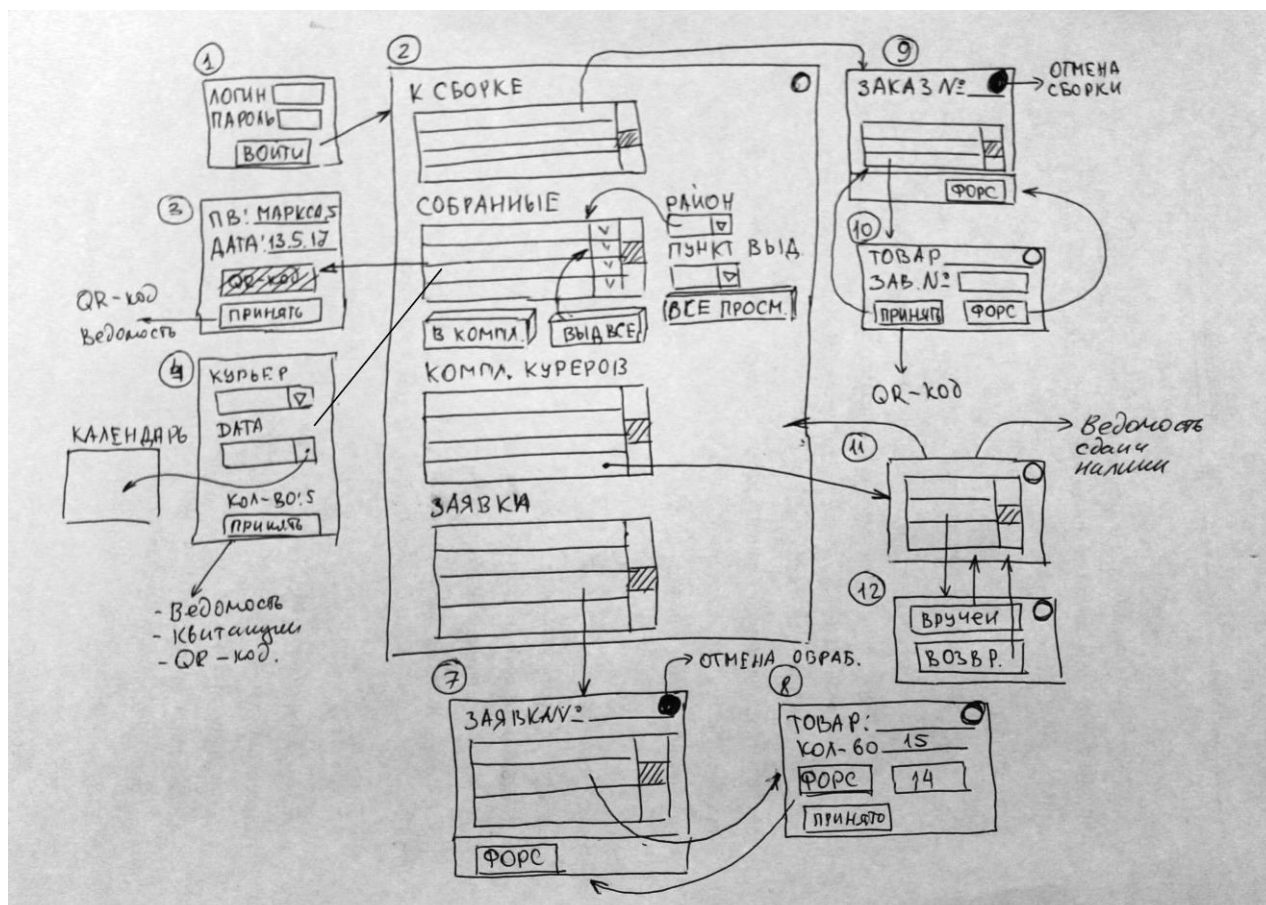 1
ЛОГИН
ПАРОЛЬ
ВОЙТИ
2
К СБОРКЕ
СОБРАННЫЕ
РАЙОН
ПУНКТ ВЫД.
ВСЕ ПРОСМ.
В КОМПЛ.
ВЫД ВСЕ
КОМПЛ. КУРЕРОВ
ЗАЯВКИ
3
ПВ: МАРКСА,5
ДАТА: 13.5.17
QR-КОД
ПРИНЯТЬ
QR-код
Ведомость
4
КУРЬЕР
ДАТА
КАЛЕНДАРЬ
КОЛ-ВО: 5
ПРИНЯТЬ
- Ведомость
- Квитанции
- QR-код.
9
ЗАКАЗ №
ОТМЕНА
СБОРКИ
ФОРС
10
ТОВАР
ЗАВ. №
ПРИНЯТЬ
ФОРС
QR-код
11
Ведомость
сдачи
налички
12
ВРУЧЕН
ВОЗВР.
7
ОТМЕНА ОБРАБ.
ЗАЯВКА №
ФОРС
8
ТОВАР:
КОЛ-ВО 15
ФОРС 14
ПРИНЯТО